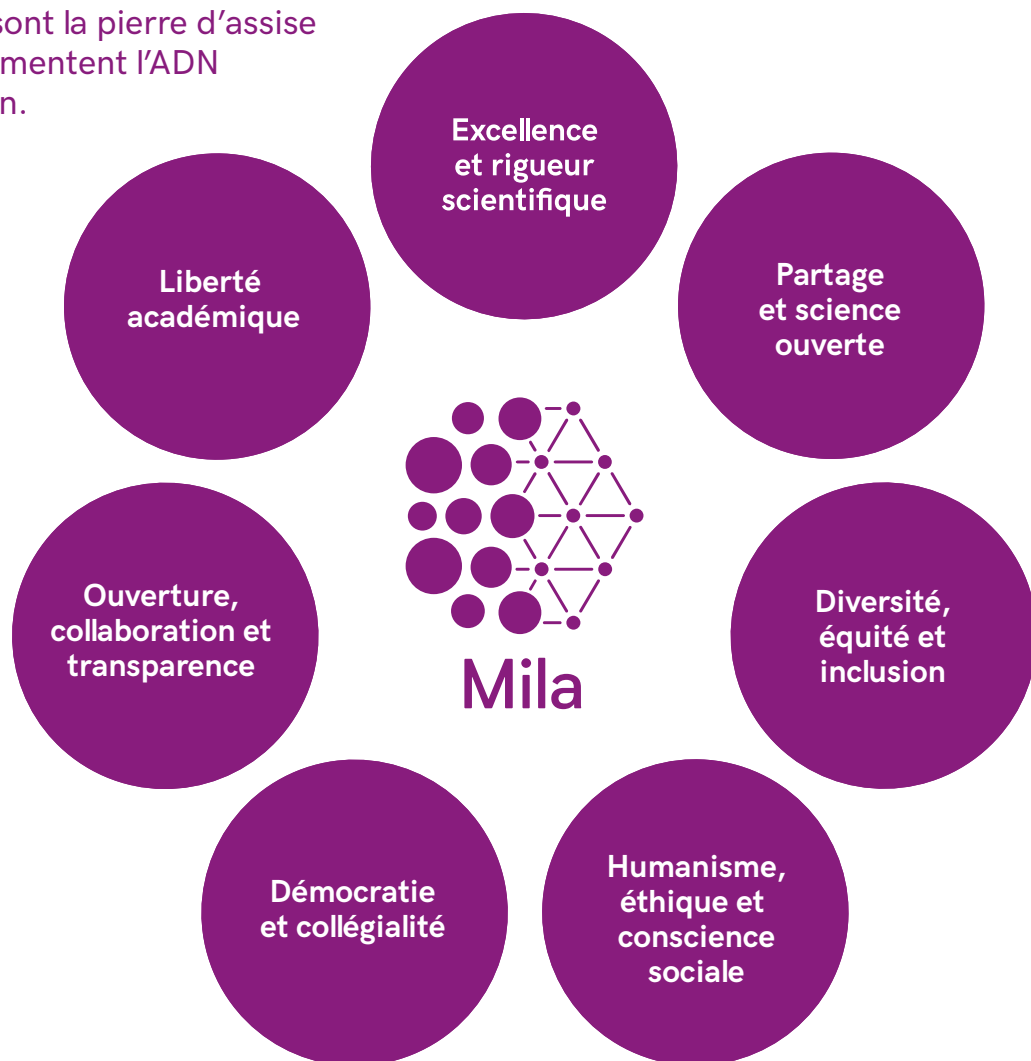 sont la pierre d’assise
mentent l’ADN
n.
Excellence
et rigueur
scientifique
Partage
et science
ouverte
Diversité,
équité et
inclusion
Humanisme,
éthique et
conscience
sociale
Démocratie
et collégialité
Ouverture,
collaboration et
transparence
Liberté
académique
Mila